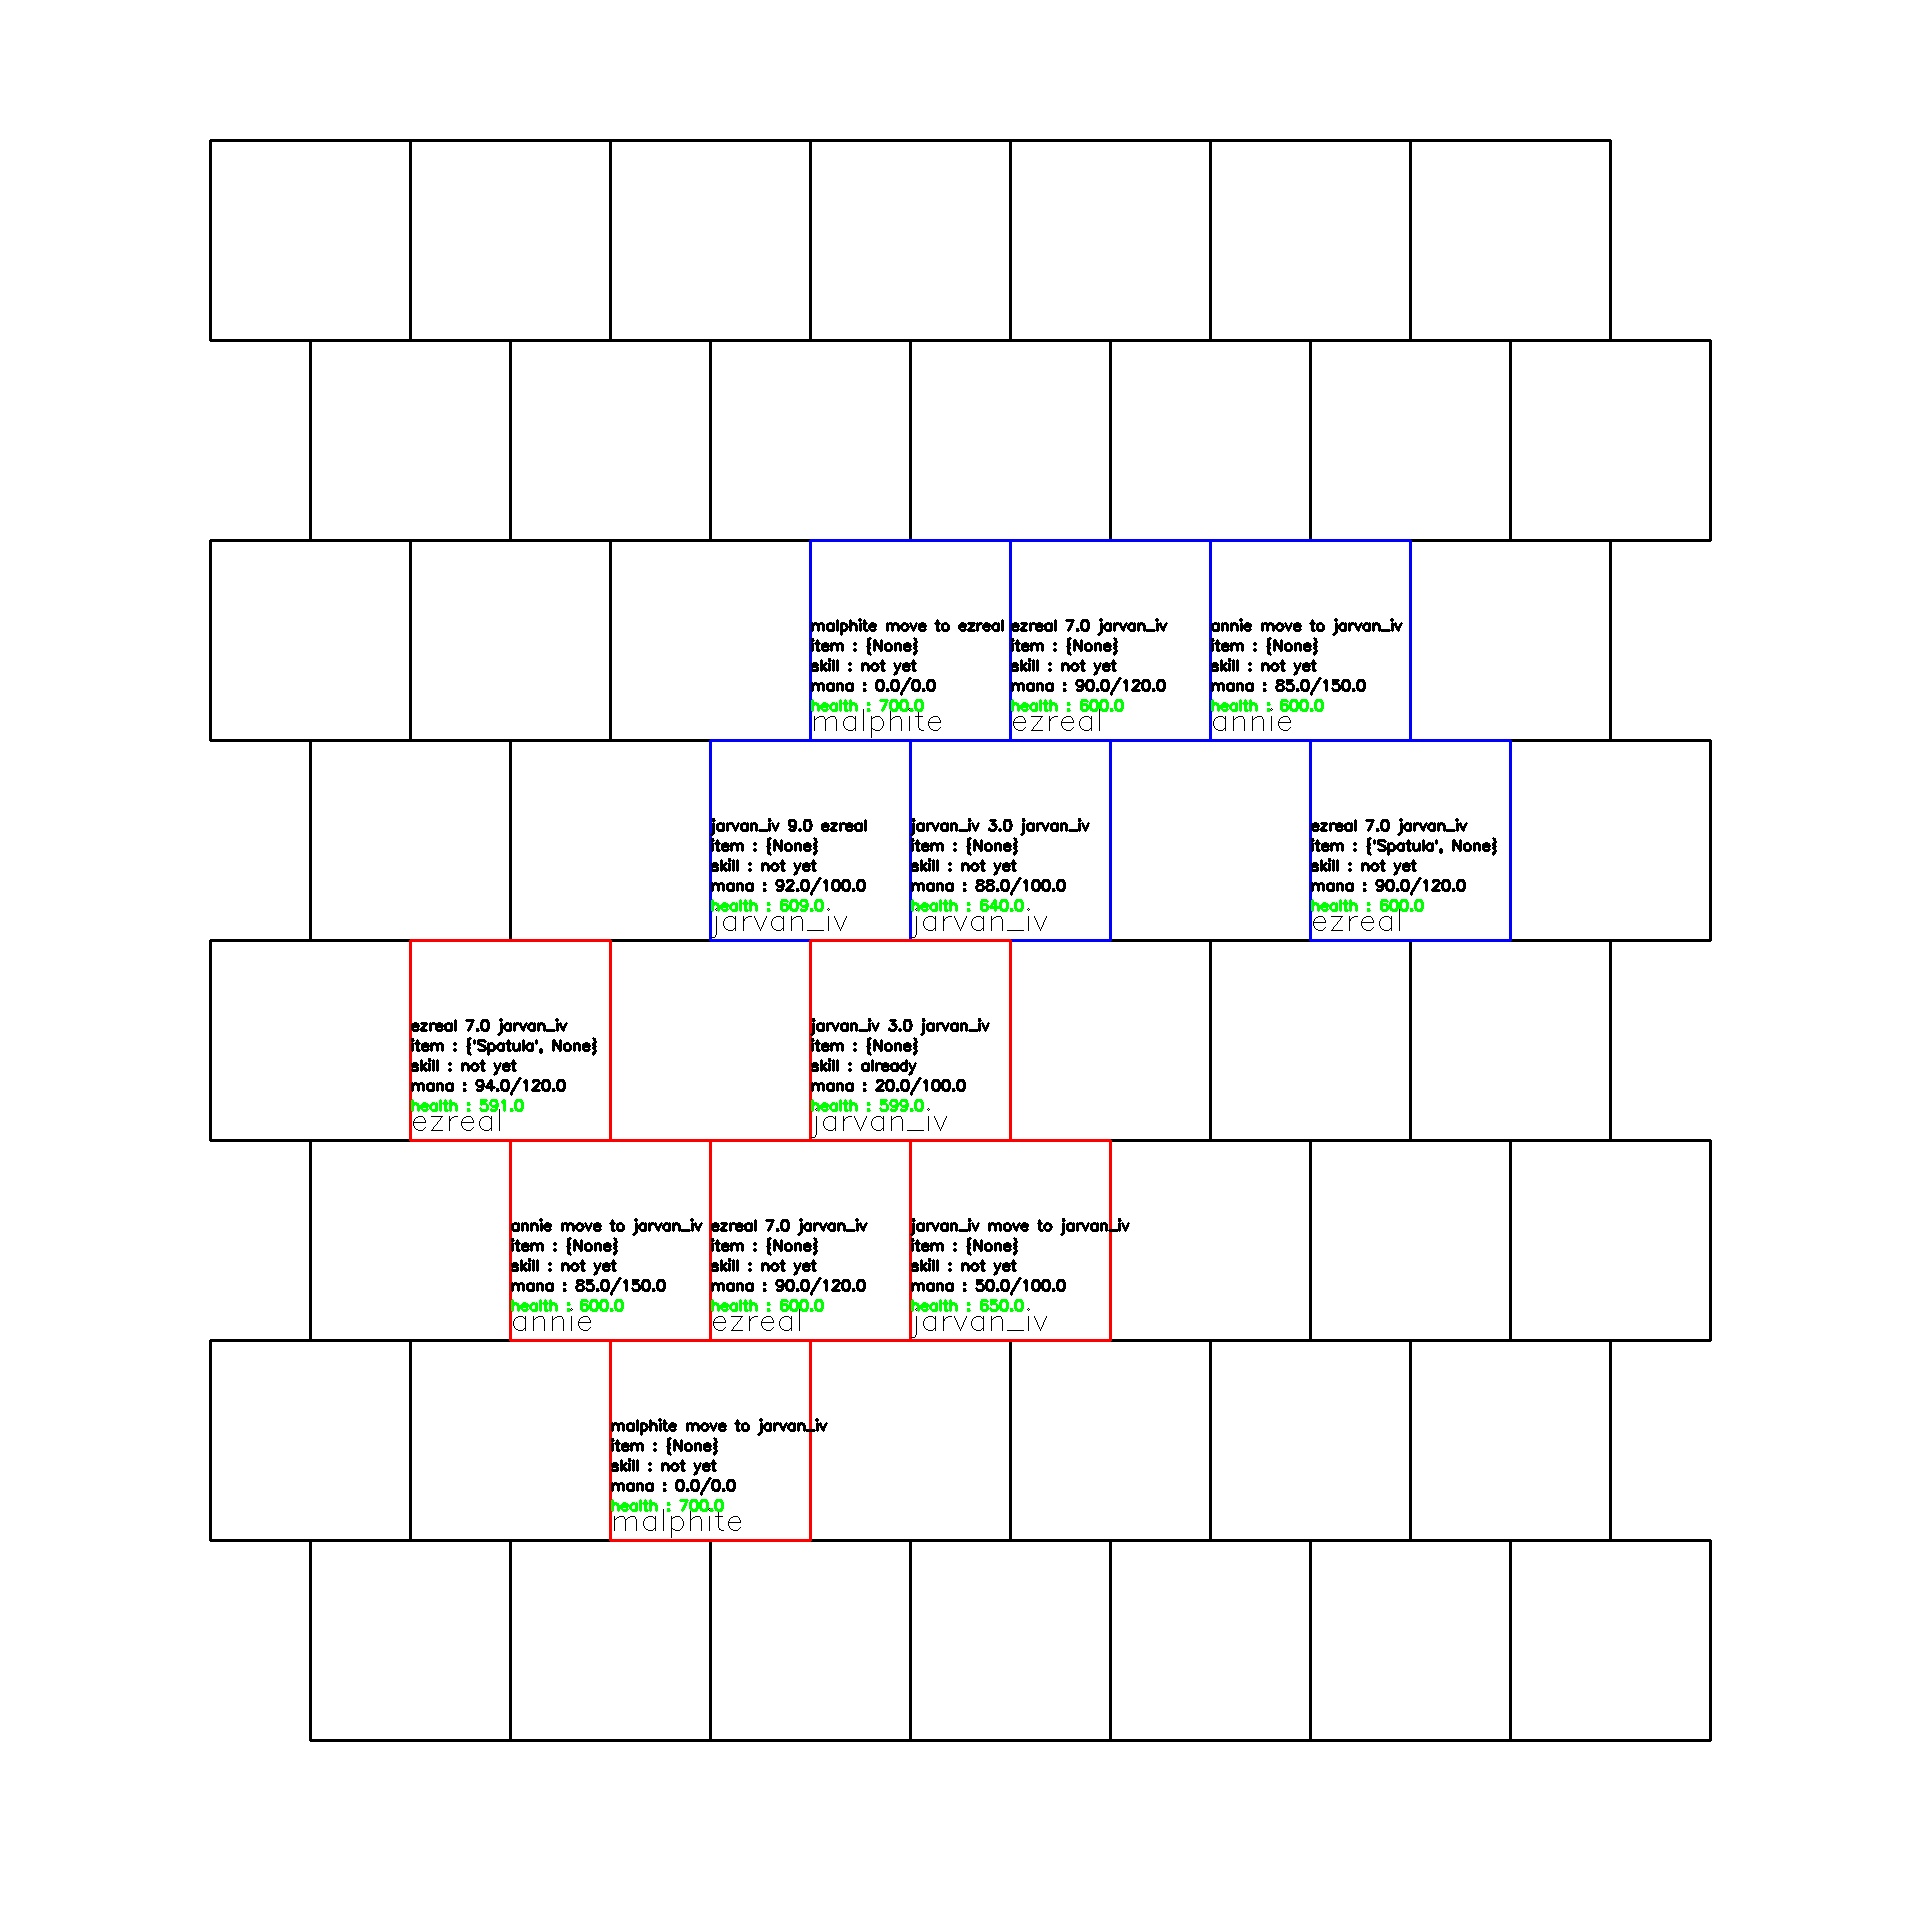 malphite move to ezreal
item : {None}
skill : not yet
mana : 0.0/0.0
health : 700.0
malphite
ezreal 7.0 jarvan_iv
item : {None}
skill : not yet
mana : 90.0/120.0
health : 600.0
ezreal
annie move to jarvan_iv
item : {None}
skill : not yet
mana : 85.0/150.0
health : 600.0
annie
jarvan_iv 9.0 ezreal
item : {None}
skill : not yet
mana : 92.0/100.0
health : 609.0
jarvan_iv
jarvan_iv 3.0 jarvan_iv
item : {None}
skill : not yet
mana : 88.0/100.0
health : 640.0
jarvan_iv
ezreal 7.0 jarvan_iv
item : {'Spatula', None}
skill : not yet
mana : 90.0/120.0
health : 600.0
ezreal
ezreal 7.0 jarvan_iv
item : {'Spatula', None}
skill : not yet
mana : 94.0/120.0
health : 591.0
ezreal
jarvan_iv 3.0 jarvan_iv
item : {None}
skill : already
mana : 20.0/100.0
health : 599.0
jarvan_iv
annie move to jarvan_iv
item : {None}
skill : not yet
mana : 85.0/150.0
health : 600.0
annie
ezreal 7.0 jarvan_iv
item : {None}
skill : not yet
mana : 90.0/120.0
health : 600.0
ezreal
jarvan_iv move to jarvan_iv
item : {None}
skill : not yet
mana : 50.0/100.0
health : 650.0
jarvan_iv
malphite move to jarvan_iv
item : {None}
skill : not yet
mana : 0.0/0.0
health : 700.0
malphite